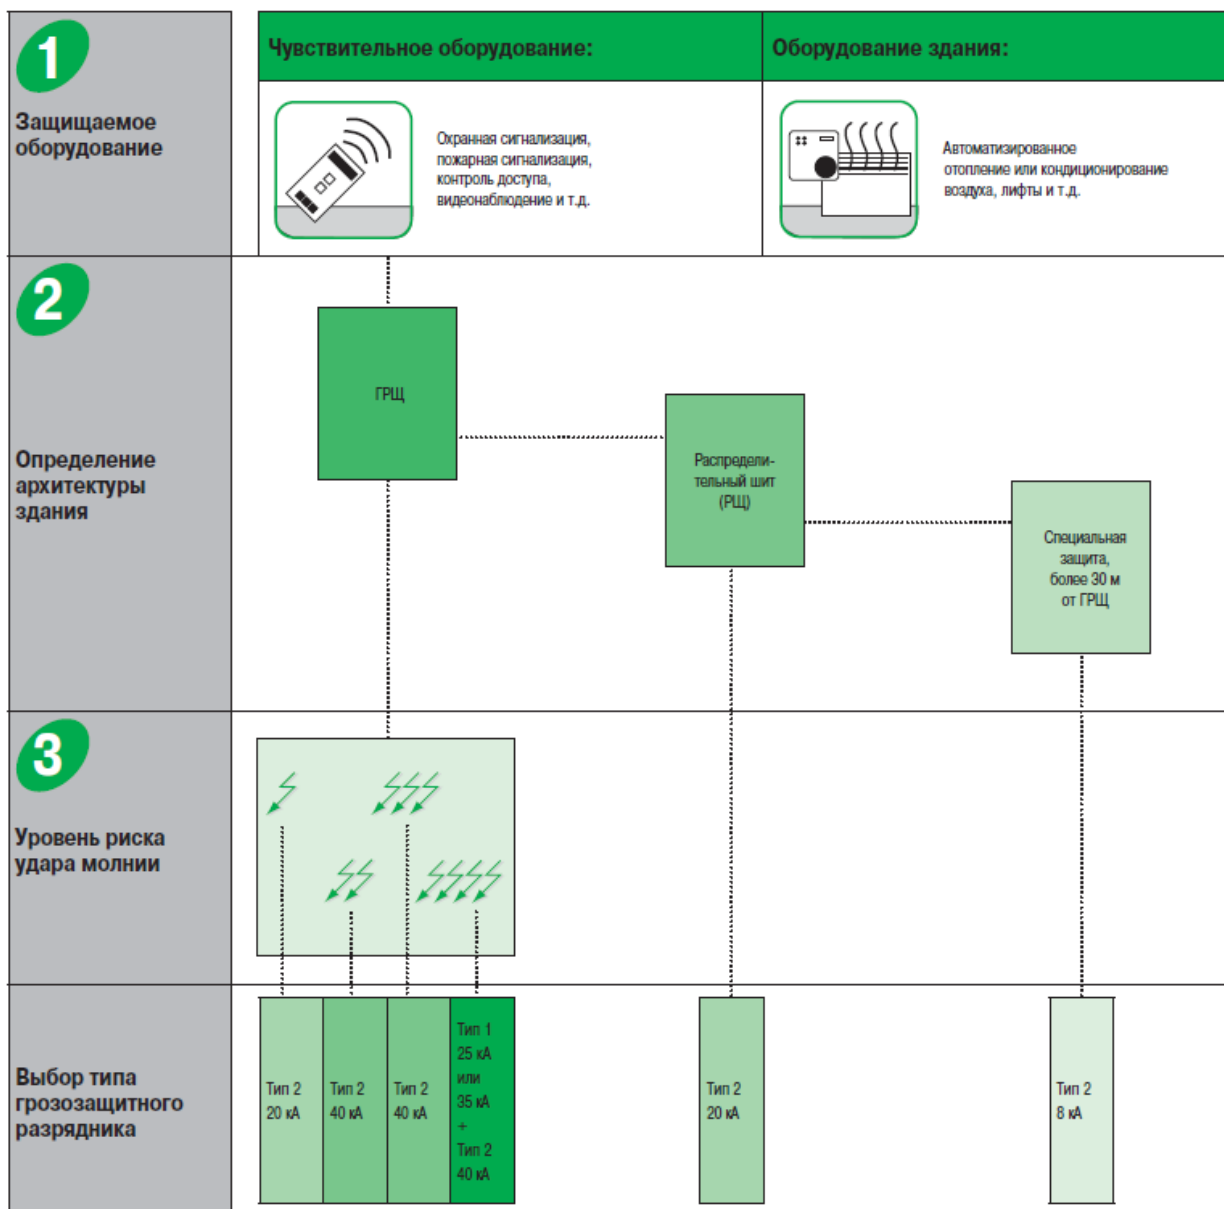 1
Защищаемое
оборудование
Чувствительное оборудование:
Оборудование здания:
Охранная сигнализация,
пожарная сигнализация,
контроль доступа,
видеонаблюдение и т.д.
Автоматизированное
отопление или кондиционирование
воздуха, лифты и т.д.
2
Определение
архитектуры
здания
ГРЩ
Распредели-
тельный шит
(РЩ)
Специальная
защита,
более 30 м
от ГРЩ
3
Уровень риска
удара молнии
Выбор типа
грозозащитного
разрядника
Тип 2
20 кА
Тип 2
40 кА
Тип 2
40 кА
Тип 1
25 кА
или
35 кА
+
Тип 2
40 кА
Тип 2
20 кА
Тип 2
8 кА